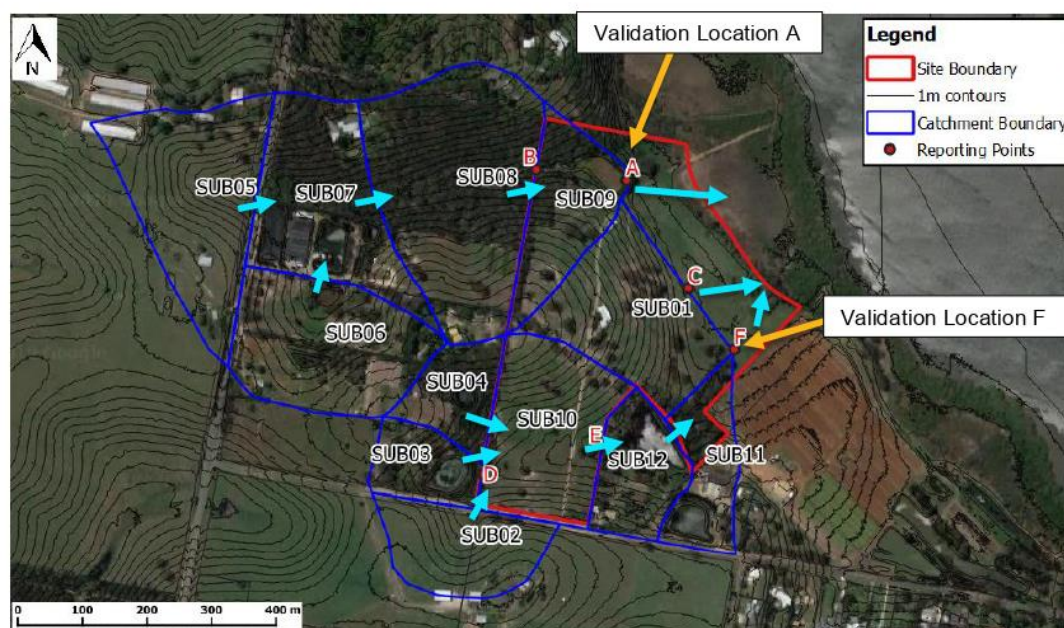 Validation Location A
N
Legend
Site Boundary
1m contours
Catchment Boundary
Reporting Points
B
A
SUB05
SUB07
SUB08
SUB09
C
SUB01
Validation Location F
F
SUB06
SUB04
SUB10
E
SUB03
SUB12
SUB11
D
SUB02
0 100 200 300 400 m